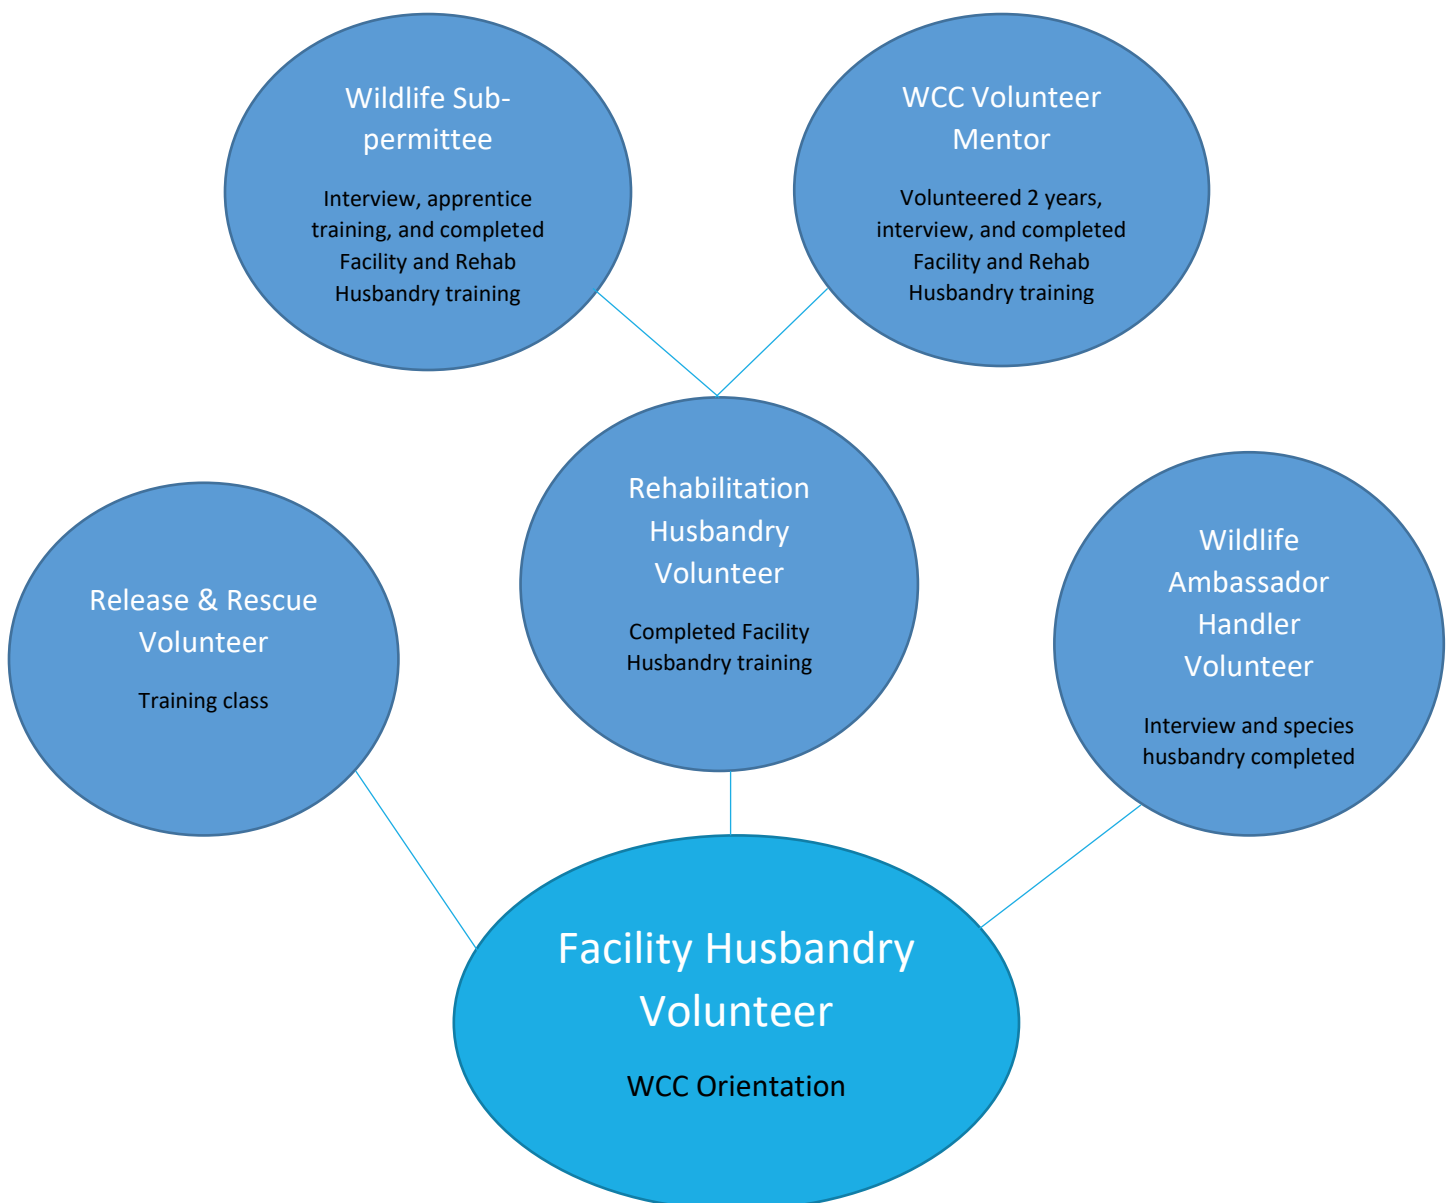 Wildlife Sub-
permittee
Interview, apprentice
training, and completed
Facility and Rehab
Husbandry training
WCC Volunteer
Mentor
Volunteered 2 years,
interview, and completed
Facility and Rehab
Husbandry training
Rehabilitation
Husbandry
Volunteer
Completed Facility
Husbandry training
Release & Rescue
Volunteer
Training class
Wildlife
Ambassador
Handler
Volunteer
Interview and species
husbandry completed
Facility Husbandry
Volunteer
WCC Orientation